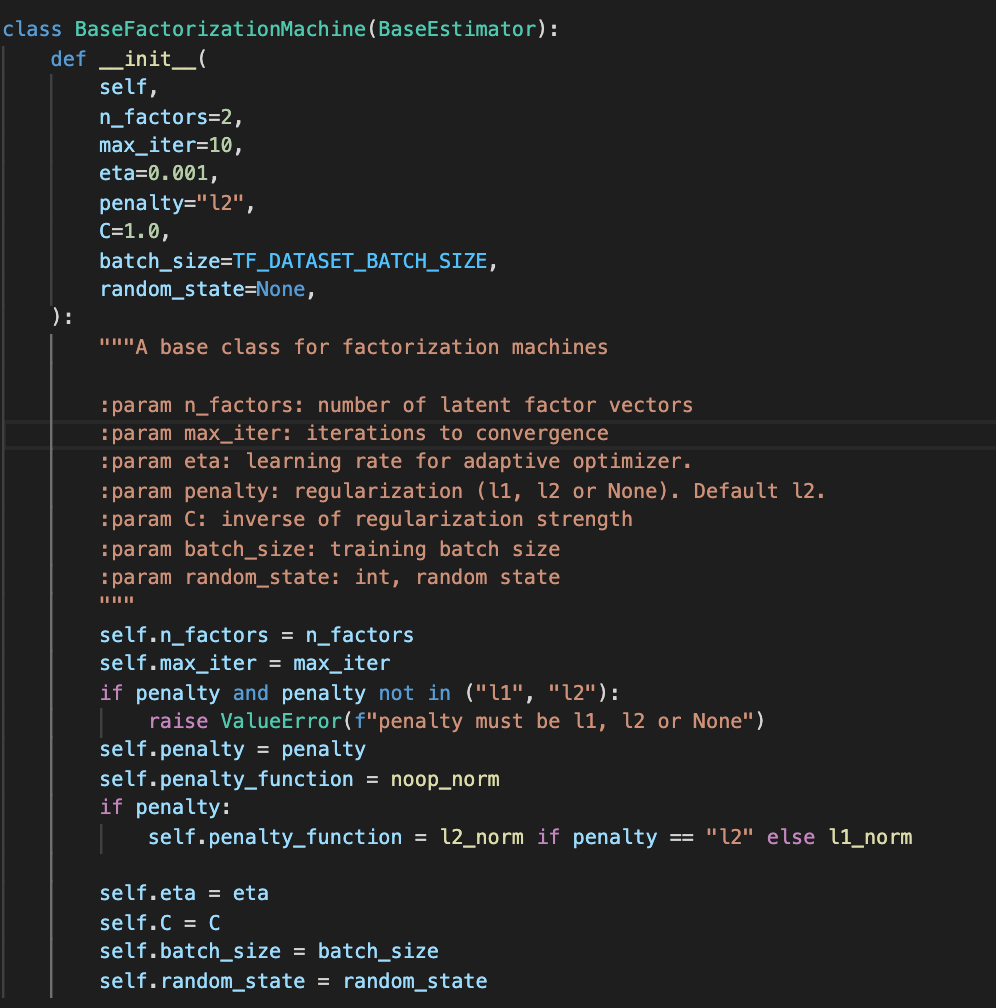 class BaseFactorizationMachine(BaseEstimator):
    def __init__(
        self,
        n_factors=2,
        max_iter=10,
        eta=0.001,
        penalty="l2",
        C=1.0,
        batch_size=TF_DATASET_BATCH_SIZE,
        random_state=None,
    ):
        """A base class for factorization machines

        :param n_factors: number of latent factor vectors
        :param max_iter: iterations to convergence
        :param eta: learning rate for adaptive optimizer.
        :param penalty: regularization (l1, l2 or None). Default l2.
        :param C: inverse of regularization strength
        :param batch_size: training batch size
        :param random_state: int, random state
        """
        self.n_factors = n_factors
        self.max_iter = max_iter
        if penalty and penalty not in ("l1", "l2"):
            raise ValueError(f"penalty must be l1, l2 or None")
        self.penalty = penalty
        self.penalty_function = noop_norm
        if penalty:
            self.penalty_function = l2_norm if penalty == "l2" else l1_norm

        self.eta = eta
        self.C = C
        self.batch_size = batch_size
        self.random_state = random_state